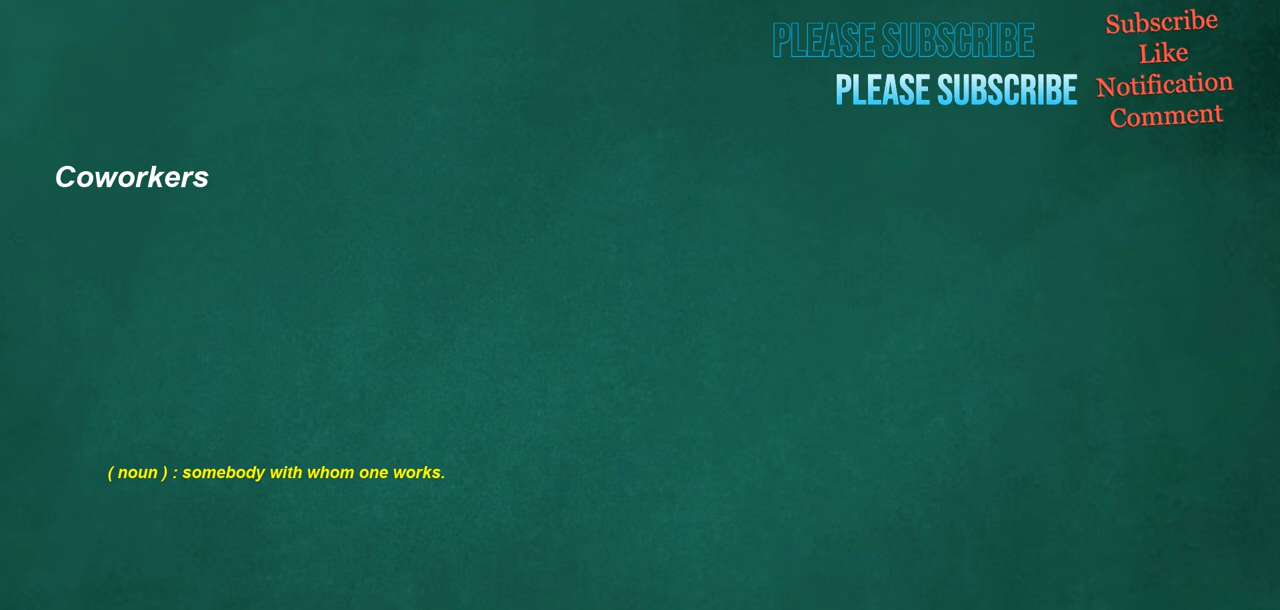 PLEASE SUBSCRIBE
PLEASE SUBSCRIBE
Subscribe
Like
Notification
Comment
Coworkers
( noun ) : somebody with whom one works.